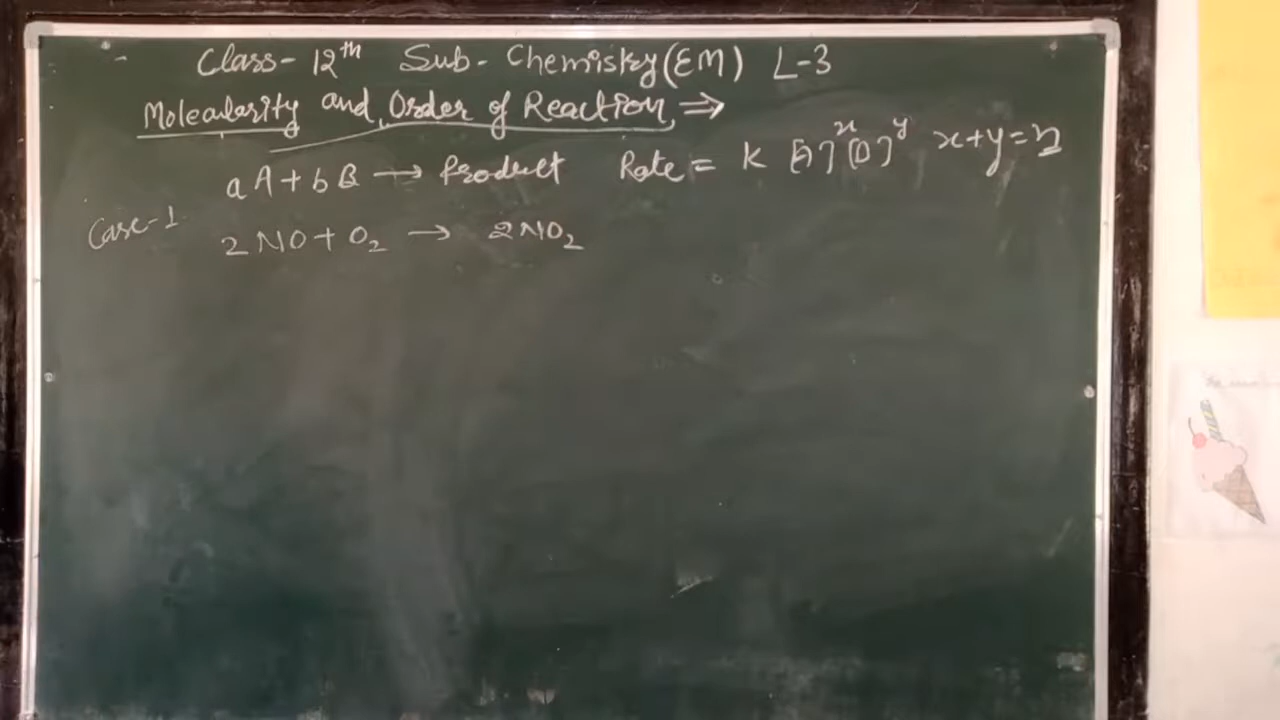 Class-12th Sub-Chemistry(EM) L-3
Molecularity and Order of Reaction ⇒
aA+bB → Product Rate = K [A]^x [B]^y x+y=n
Case-1 2NO+O₂ → 2NO₂